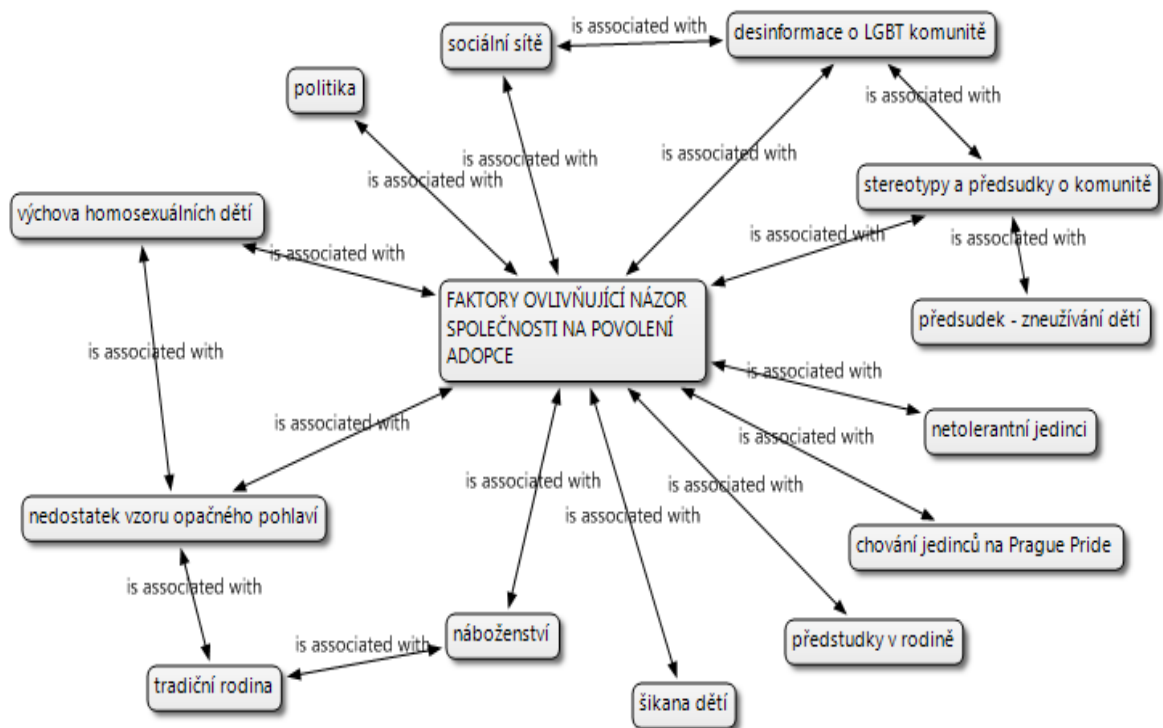 is associated with
sociální sítě
desinformace o LGBT komunitě
politika
is associated with
is associated with
is associated with
is associated with
stereotypy a předsudky o komunitě
výchova homosexuálních dětí
is associated with
is associated with
is associated with
FAKTORY OVLIVŇUJÍCÍ NÁZOR
SPOLEČNOSTI NA POVOLENÍ
ADOPCE
předsudek - zneužívání dětí
is associated with
is associated with
is associated with
netolerantní jedinci
is associated with
is associated with
is associated with
is associated with
nedostatek vzoru opačného pohlaví
chování jedinců na Prague Pride
is associated with
náboženství
předstudky v rodině
is associated with
tradiční rodina
šikana dětí